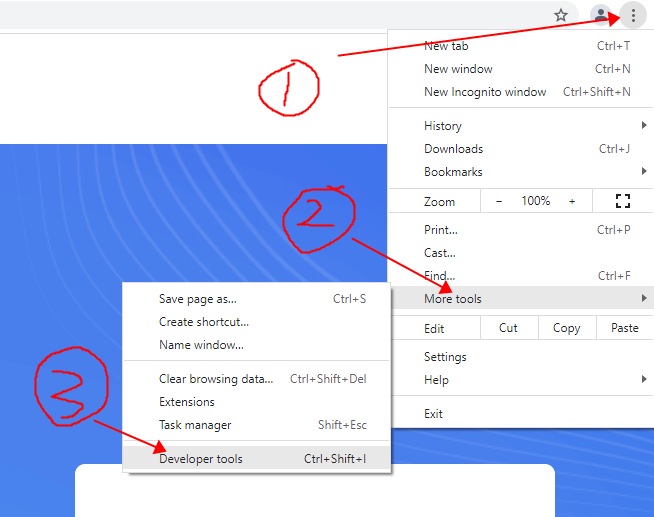 1
New tab Ctrl+T
New window Ctrl+N
New Incognito window Ctrl+Shift+N
History
Downloads Ctrl+J
Bookmarks
Zoom - 100% +
2
Print... Ctrl+P
Cast...
Find... Ctrl+F
More tools
Edit Cut Copy Paste
Settings
Help
Exit
Save page as... Ctrl+S
Create shortcut...
Name window...
3
Clear browsing data... Ctrl+Shift+Del
Extensions
Task manager Shift+Esc
Developer tools Ctrl+Shift+I